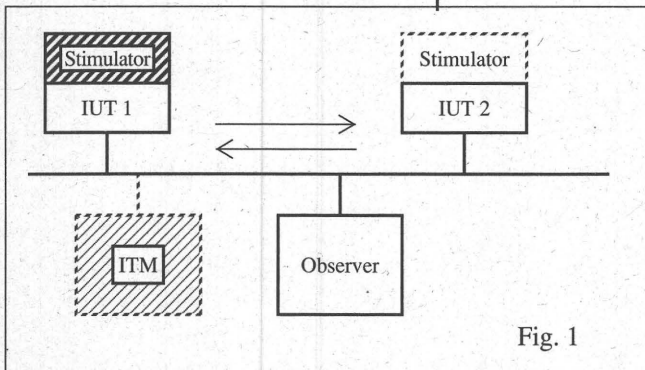 Stimulator
Stimulator
IUT 1
IUT 2
ITM
Observer
Fig. 1